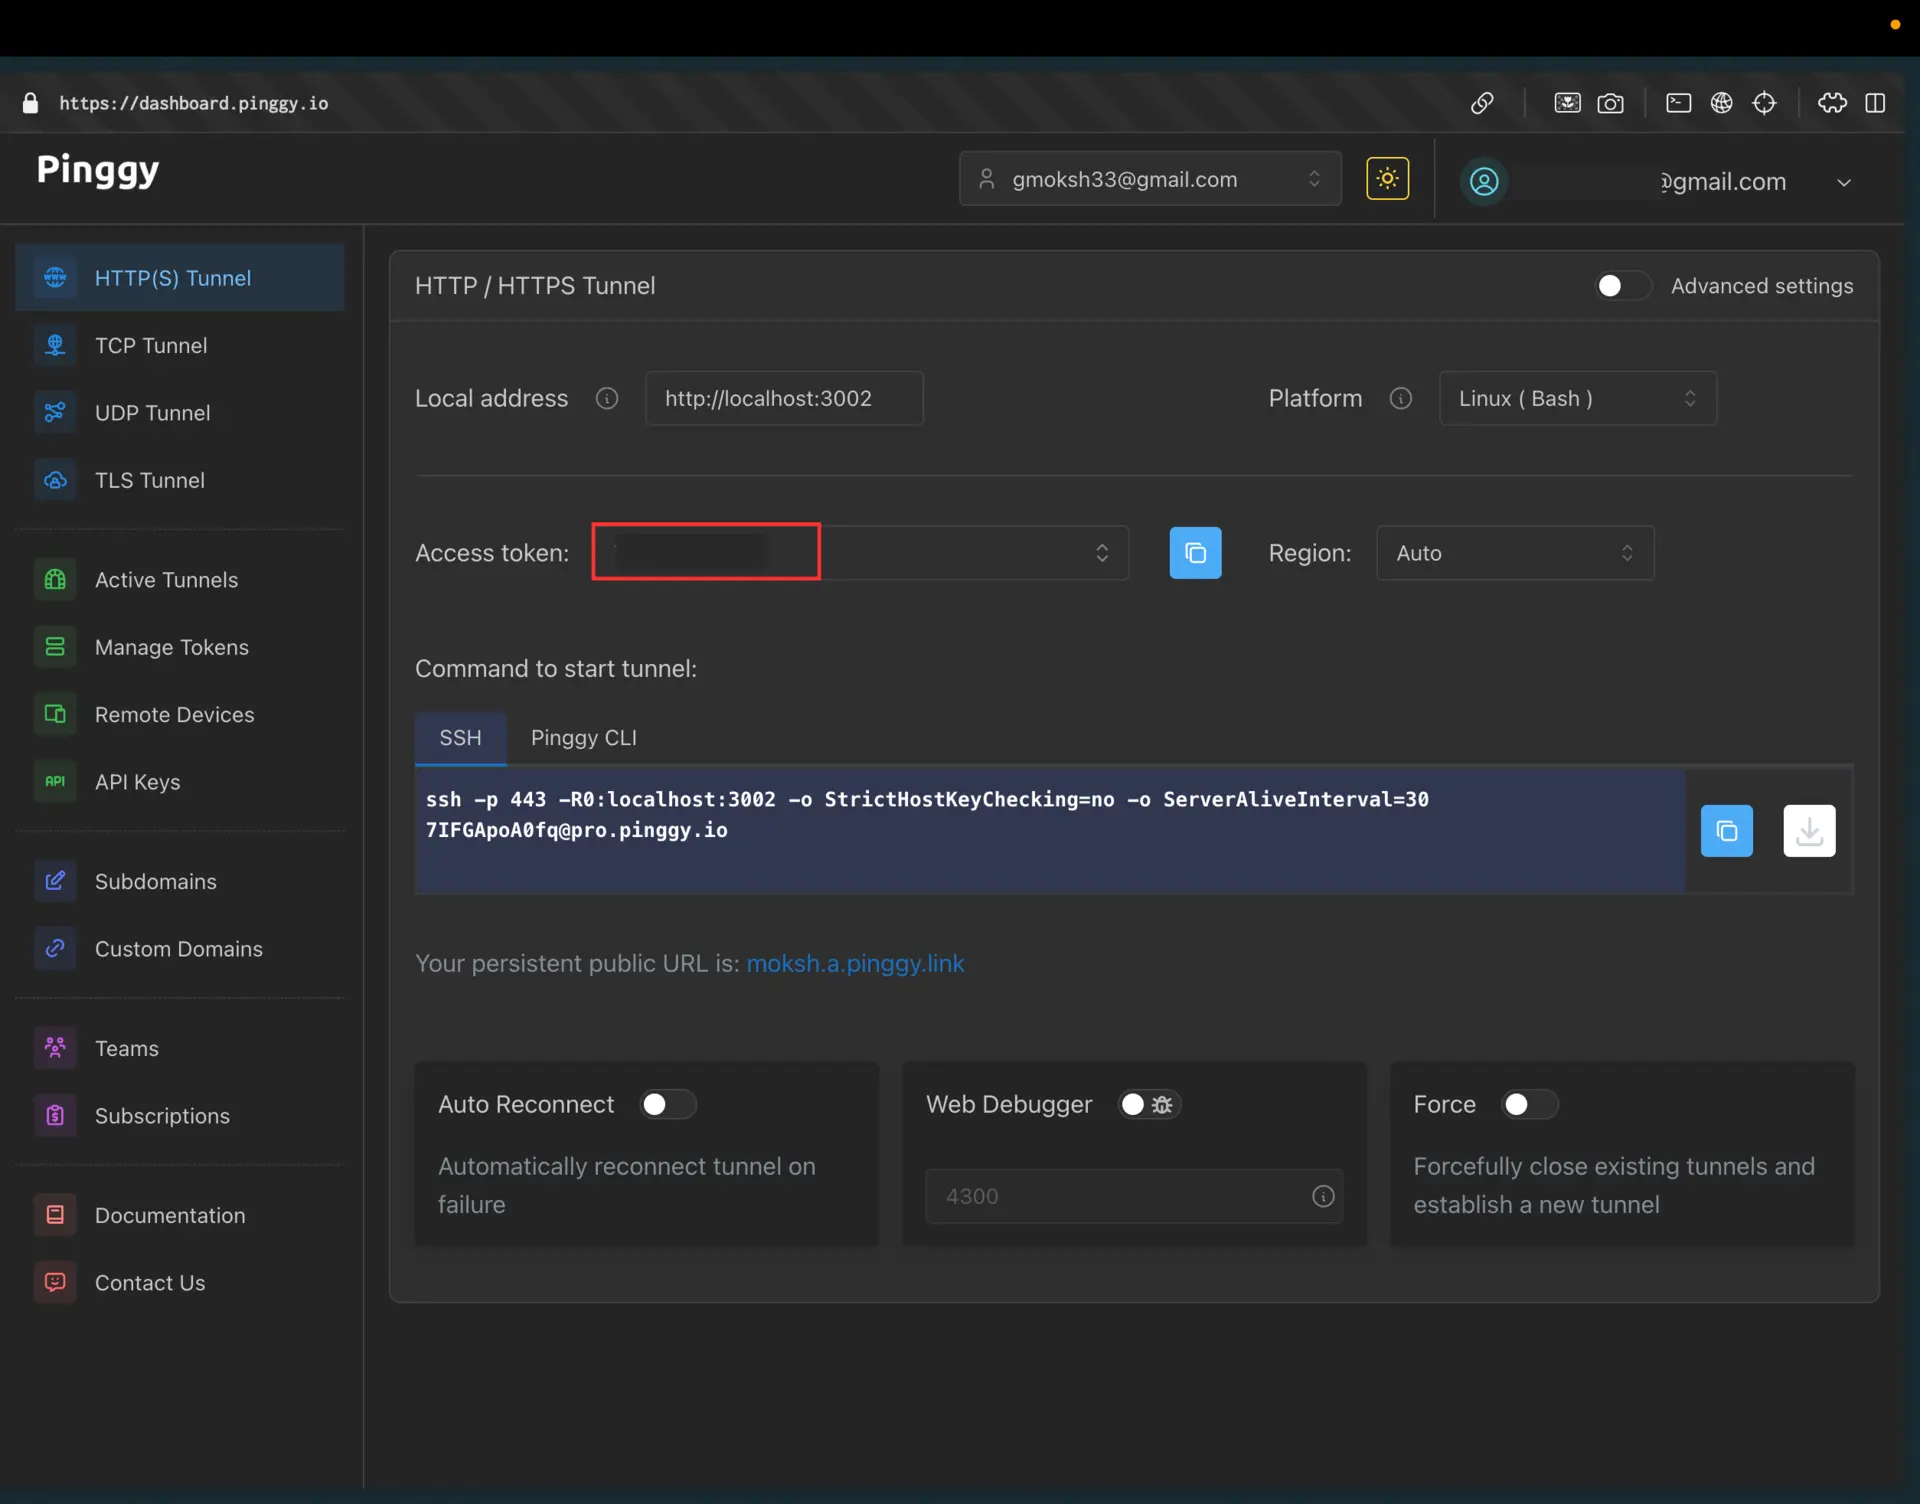 https://dashboard.pinggy.io
Pinggy
gmoksh33@gmail.com
@gmail.com
HTTP(S) Tunnel
TCP Tunnel
UDP Tunnel
TLS Tunnel
Active Tunnels
Manage Tokens
Remote Devices
API
API Keys
Subdomains
Custom Domains
Teams
Subscriptions
Documentation
Contact Us
HTTP / HTTPS Tunnel
Advanced settings
Local address
http://localhost:3002
Platform
Linux ( Bash )
Access token:
Region:
Auto
Command to start tunnel:
SSH
Pinggy CLI
ssh -p 443 -R0:localhost:3002 -o StrictHostKeyChecking=no -o ServerAliveInterval=30
7IFGApoA0fq@pro.pinggy.io
Your persistent public URL is: moksh.a.pinggy.link
Auto Reconnect
Automatically reconnect tunnel on
failure
Web Debugger
4300
Force
Forcefully close existing tunnels and
establish a new tunnel